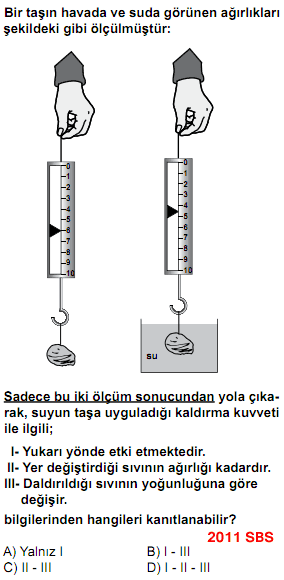 Bir taşın havada ve suda görünen ağırlıkları
şekildeki gibi ölçülmüştür:
0
1
2
3
4
5
6
7
8
9
10
0
1
2
3
4
5
6
7
8
9
10
su
Sadece bu iki ölçüm sonucundan yola çıka-
rak, suyun taşa uyguladığı kaldırma kuvveti
ile ilgili;
I- Yukarı yönde etki etmektedir.
II- Yer değiştirdiği sıvının ağırlığı kadardır.
III- Daldırıldığı sıvının yoğunluğuna göre
değişir.
bilgilerinden hangileri kanıtlanabilir?
2011 SBS
A) Yalnız I B) I - III
C) II - III D) I - II - III